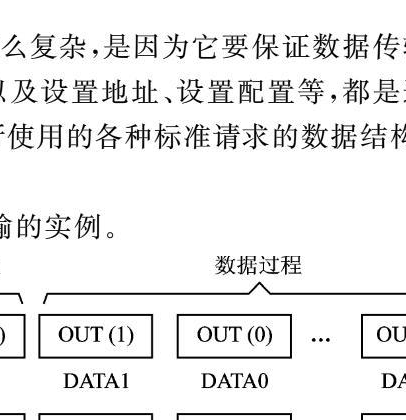 么复杂,是因为它要保证数据传
以及设置地址、设置配置等,都是
使用的各种标准请求的数据结构
的实例。
数据过程
) OUT (1) OUT (0) ... OU
DATA1 DATA0 DA